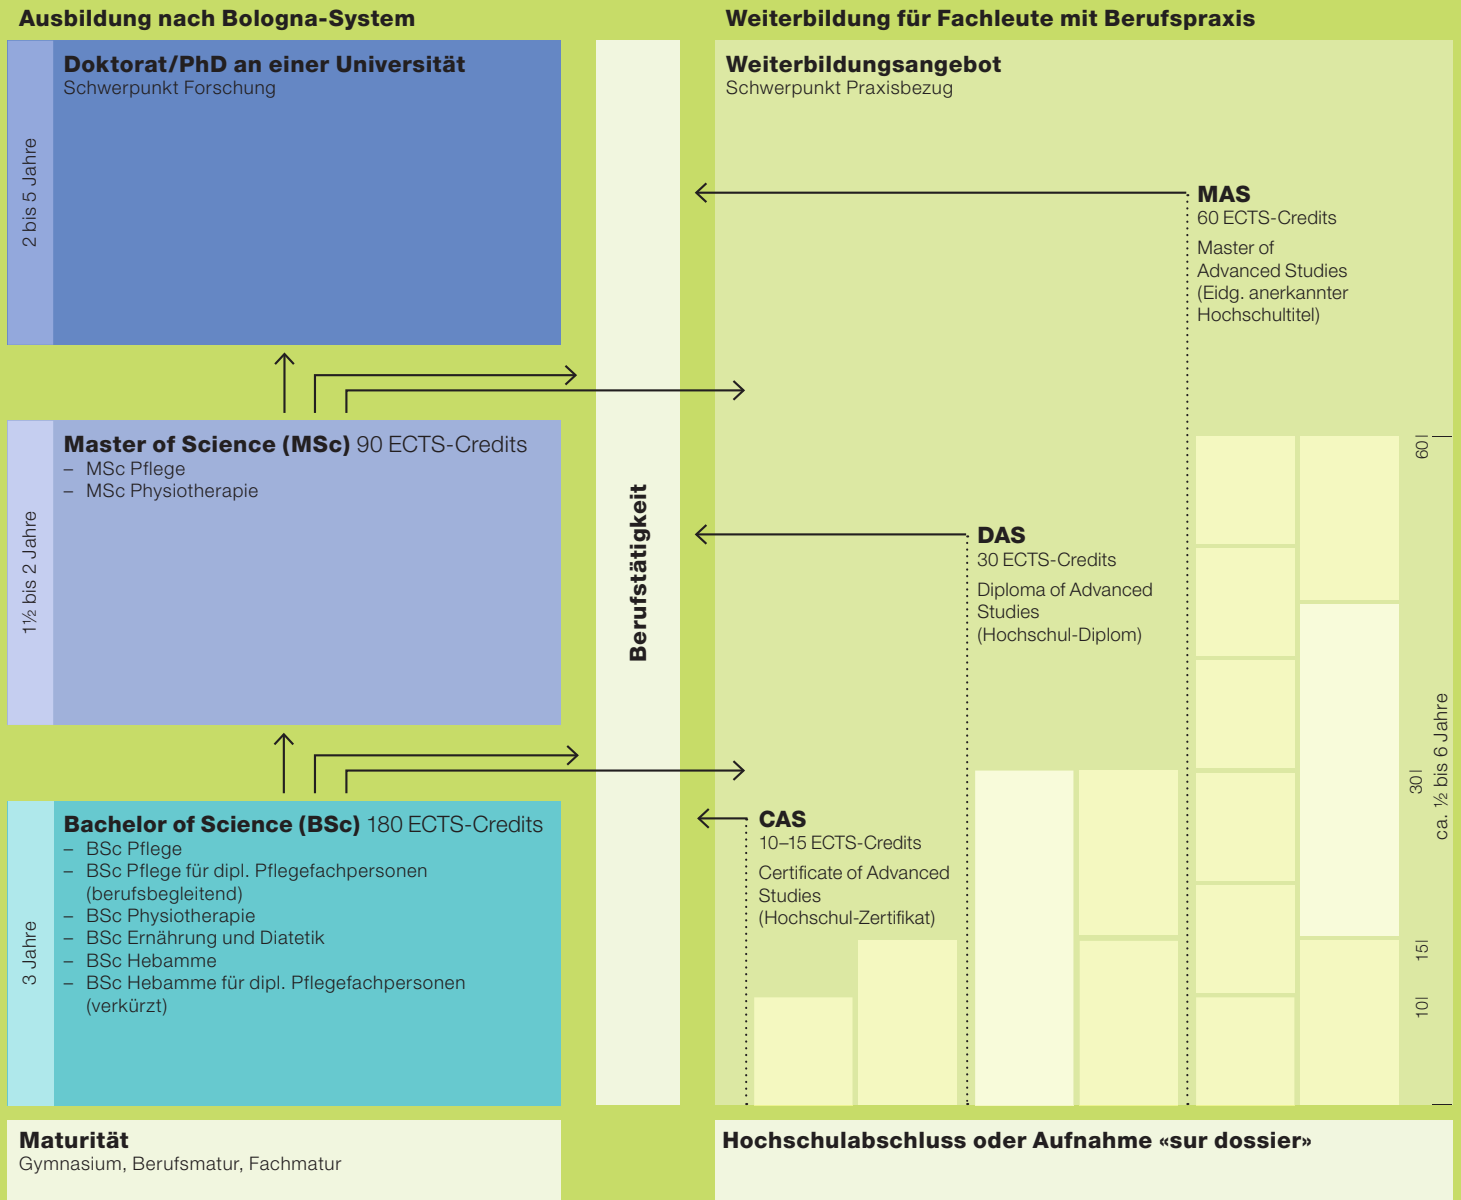 Ausbildung nach Bologna-System
Doktorat/PhD an einer Universität
Schwerpunkt Forschung
2 bis 5 Jahre
Master of Science (MSc) 90 ECTS-Credits
– MSc Pflege
– MSc Physiotherapie
1½ bis 2 Jahre
Bachelor of Science (BSc) 180 ECTS-Credits
– BSc Pflege
– BSc Pflege für dipl. Pflegefachpersonen
(berufsbegleitend)
– BSc Physiotherapie
– BSc Ernährung und Diatetik
– BSc Hebamme
– BSc Hebamme für dipl. Pflegefachpersonen
(verkürzt)
3 Jahre
Maturität
Gymnasium, Berufsmatur, Fachmatur
Berufstätigkeit
Weiterbildung für Fachleute mit Berufspraxis
Weiterbildungsangebot
Schwerpunkt Praxisbezug
MAS
60 ECTS-Credits
Master of
Advanced Studies
(Eidg. anerkannter
Hochschultitel)
DAS
30 ECTS-Credits
Diploma of Advanced
Studies
(Hochschul-Diplom)
CAS
10–15 ECTS-Credits
Certificate of Advanced
Studies
(Hochschul-Zertifikat)
60
30
15
10
ca. ½ bis 6 Jahre
Hochschulabschluss oder Aufnahme «sur dossier»